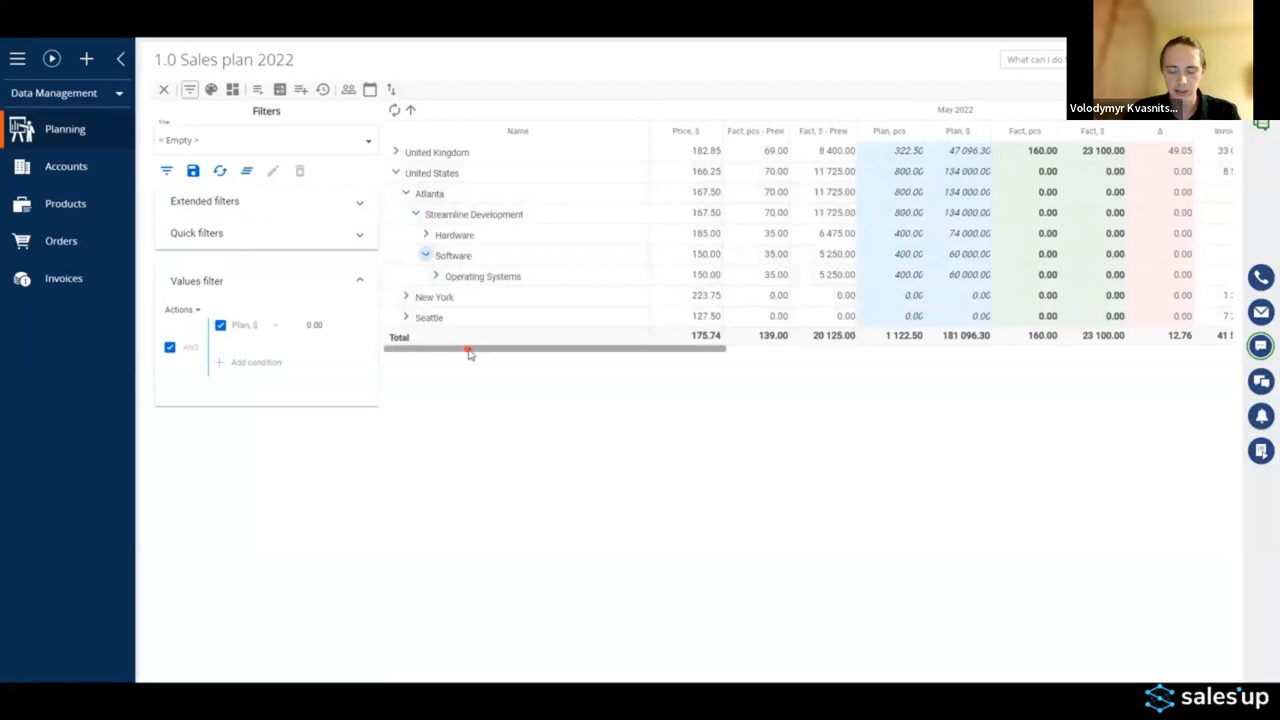 1.0 Sales plan 2022
What can i do
Volodymyr Kvasnits...
Data Management
Planning
Accounts
Products
Orders
Invoices
Filters
< Empty >
Extended filters
Quick filters
Values filter
Actions
Plan, $ 0.00
AND
Add condition
May 2022
Name Price, $ Fact, pcs - Prew Fact, $ - Prew Plan, pcs Plan, $ Fact, pcs Fact, $ Δ
United Kingdom 182.85 69.00 8 400.00 322.50 47 096.30 160.00 23 100.00 49.05
United States 166.25 70.00 11 725.00 800.00 134 000.00 0.00 0.00 0.00
Atlanta 167.50 70.00 11 725.00 800.00 134 000.00 0.00 0.00 0.00
Streamline Development 167.50 70.00 11 725.00 800.00 134 000.00 0.00 0.00 0.00
Hardware 185.00 35.00 6 475.00 400.00 74 000.00 0.00 0.00 0.00
Software 150.00 35.00 5 250.00 400.00 60 000.00 0.00 0.00 0.00
Operating Systems 150.00 35.00 5 250.00 400.00 60 000.00 0.00 0.00 0.00
New York 223.75 0.00 0.00 0.00 0.00 0.00 0.00 0.00
Seattle 127.50 0.00 0.00 0.00 0.00 0.00 0.00 0.00
Total 175.74 139.00 20 125.00 1 122.50 181 096.30 160.00 23 100.00 12.76
sales'up